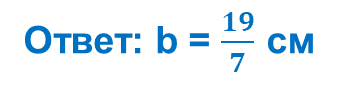 Ответ: b = 19/7 см